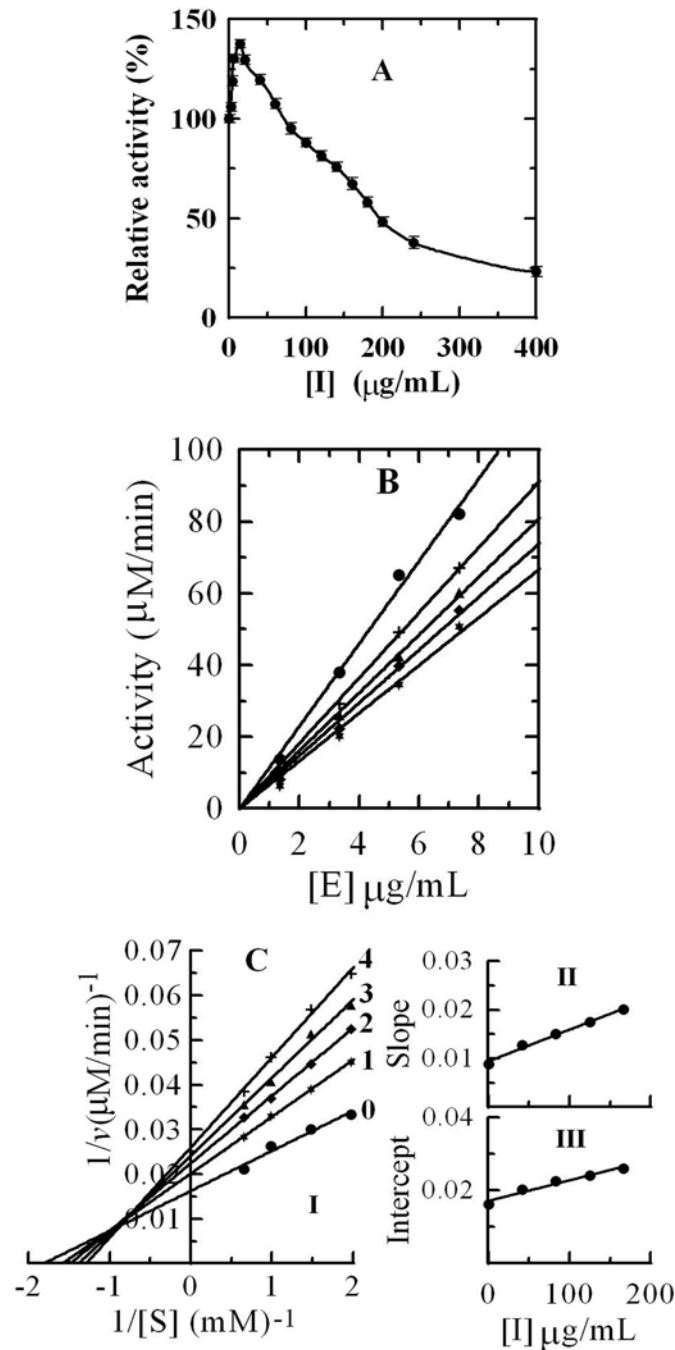 A
Relative activity (%)
150
100
50
0
0 100 200 300 400
[I] (μg/mL)
B
Activity (μM/min)
100
80
60
40
20
0
0 2 4 6 8 10
[E] μg/mL
C
1/v(μM/min)⁻¹
0.07
0.06
0.05
0.04
0.03
0.02
0.01
4
3
2
1
0
I
-2 -1 0 1 2
1/[S] (mM)⁻¹
II
Slope
0.03
0.02
0.01
III
Intercept
0.04
0.02
0 100 200
[I] μg/mL